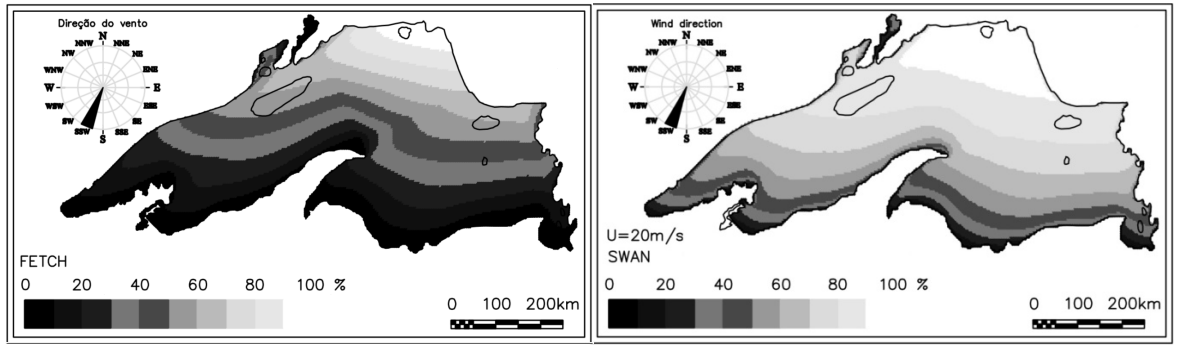 Direção do vento
N
NNW NNE
NW NE
WNW ENE
W E
WSW ESE
SW SE
SSW SSE
S
FETCH
0 20 40 60 80 100 %
0 100 200km
Wind direction
N
NNW NNE
NW NE
WNW ENE
W E
WSW ESE
SW SE
SSW SSE
S
U=20m/s
SWAN
0 20 40 60 80 100 %
0 100 200km